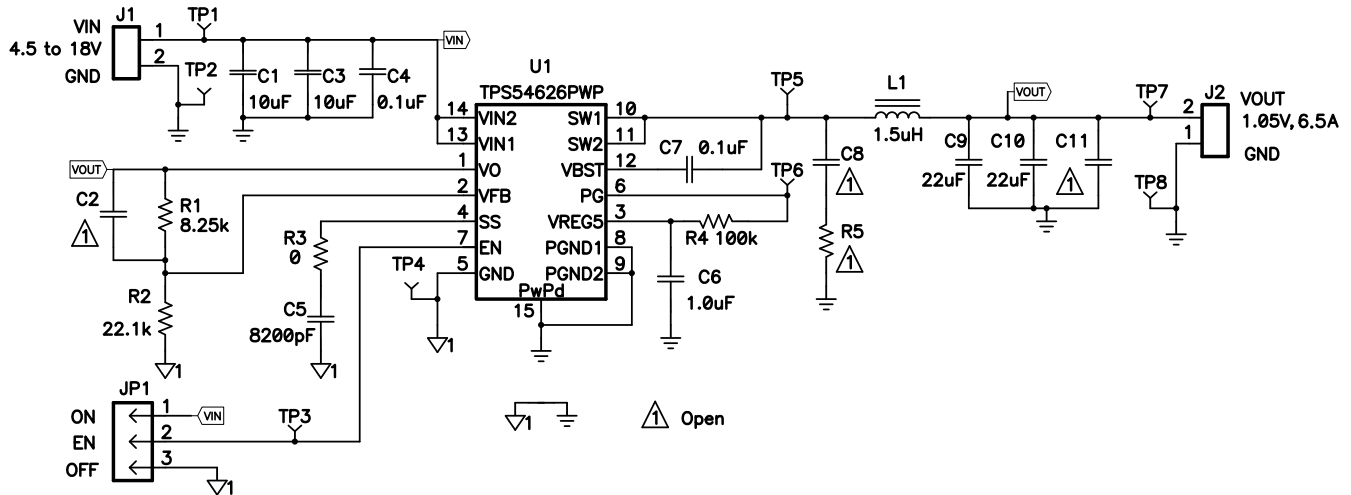 J1
VIN
4.5 to 18V
GND
1
2
TP1
TP2
C1
10uF
C3
10uF
C4
0.1uF
VIN
U1
TPS54626PWP
14
VIN2
13
VIN1
1
VO
2
VFB
4
SS
7
EN
5
GND
SW1
10
SW2
11
VBST
12
PG
6
VREG5
3
PGND1
8
PGND2
9
PwPd
15
VOUT
C2
1
R1
8.25k
R2
22.1k
1
R3
0
C5
8200pF
1
TP4
1
C7
0.1uF
TP5
TP6
R4
100k
C6
1.0uF
C8
1
R5
1
L1
1.5uH
VOUT
C9
22uF
C10
22uF
C11
1
TP7
TP8
J2
2
1
VOUT
1.05V, 6.5A
GND
JP1
ON
EN
OFF
1
2
3
VIN
TP3
1
1
1
Open